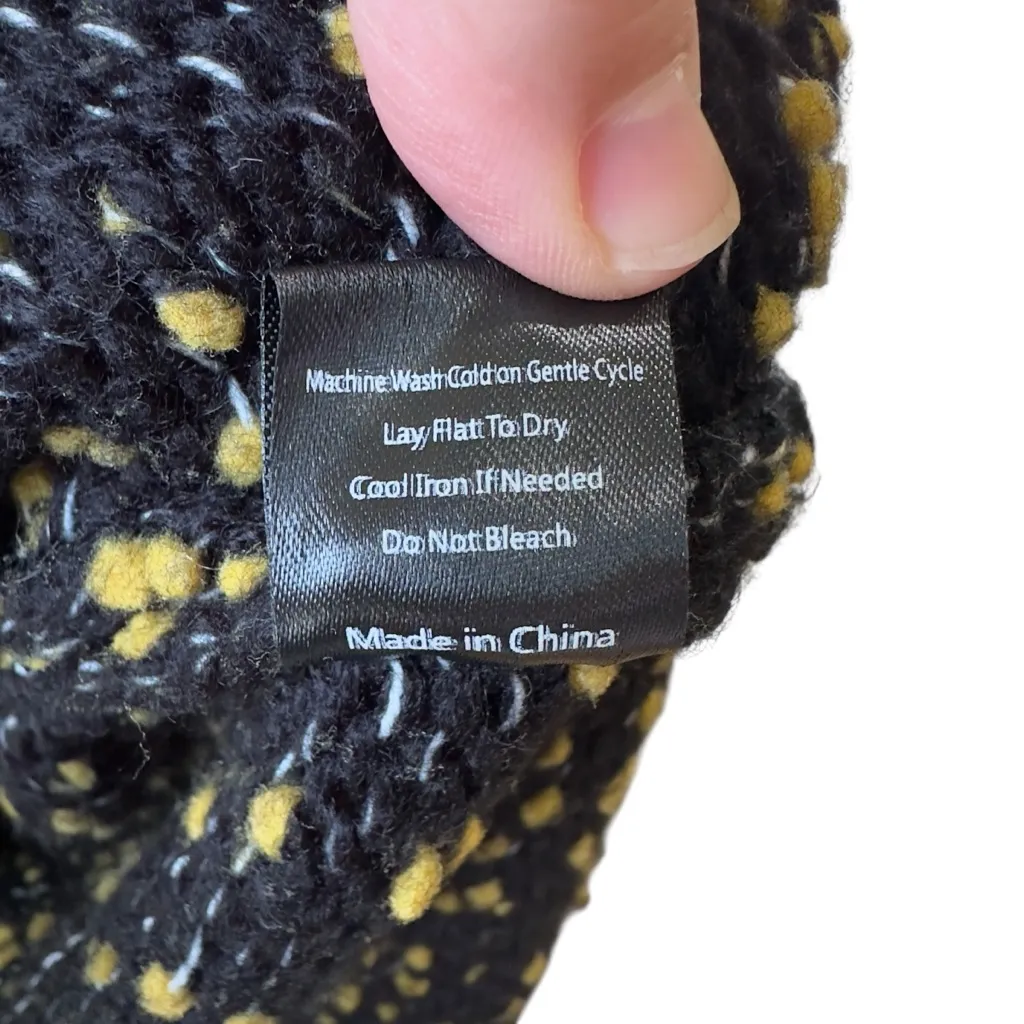 Machine Wash Cold on Gentle Cycle
Lay Flat To Dry
Cool Iron If Needed
Do Not Bleach
Made in China